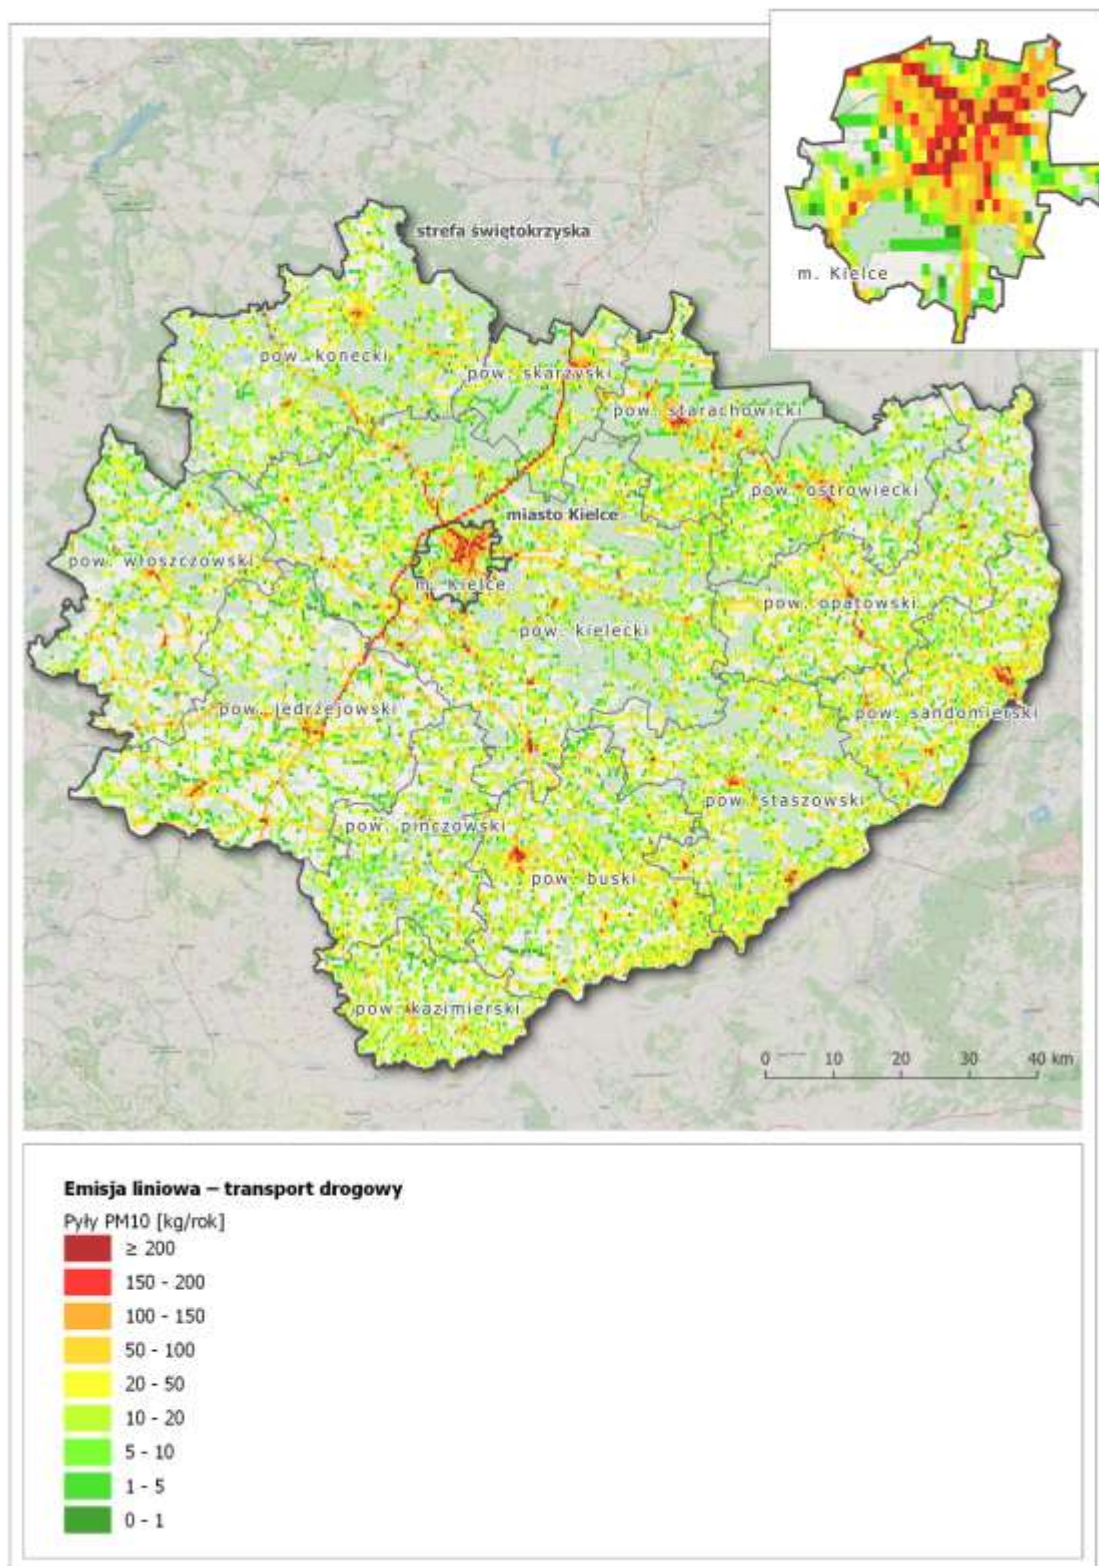 m. Kielce
strefa świętokrzyska
pow. konecki
pow. skarżyski
pow. starachowicki
pow. ostrowiecki
miasto Kielce
pow. włoszczowski
m. Kielce
pow. opatowski
pow. kielecki
pow. jędrzejowski
pow. sandomierski
pow. staszowski
pow. pińczowski
pow. buski
pow. kazimierski
0 10 20 30 40 km
Emisja liniowa – transport drogowy
Pyły PM10 [kg/rok]
≥ 200
150 - 200
100 - 150
50 - 100
20 - 50
10 - 20
5 - 10
1 - 5
0 - 1